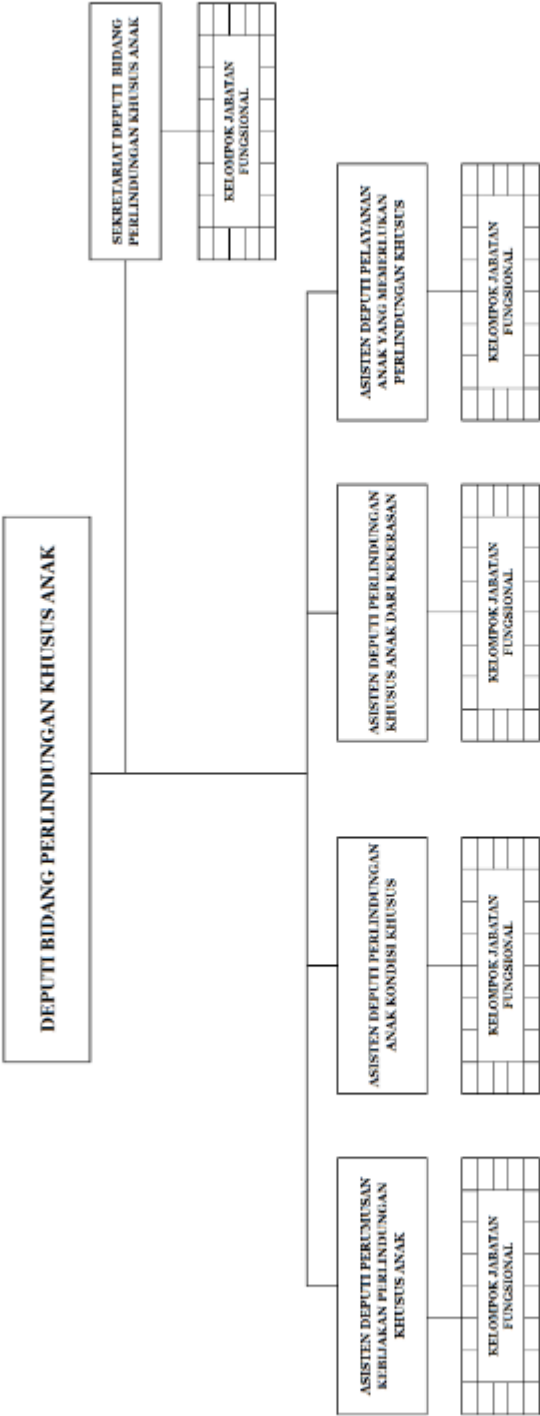 DEPUTI BIDANG PERLINDUNGAN KHUSUS ANAK
SEKRETARIAT DEPUTI BIDANG
PERLINDUNGAN KHUSUS ANAK
KELOMPOK JABATAN
FUNGSIONAL
ASISTEN DEPUTI PERUMUSAN
KEBIJAKAN PERLINDUNGAN
KHUSUS ANAK
ASISTEN DEPUTI PERLINDUNGAN
ANAK KONDISI KHUSUS
ASISTEN DEPUTI PERLINDUNGAN
KHUSUS ANAK DARI KEKERASAN
ASISTEN DEPUTI PELAYANAN
ANAK YANG MEMERLUKAN
PERLINDUNGAN KHUSUS
KELOMPOK JABATAN
FUNGSIONAL
KELOMPOK JABATAN
FUNGSIONAL
KELOMPOK JABATAN
FUNGSIONAL
KELOMPOK JABATAN
FUNGSIONAL